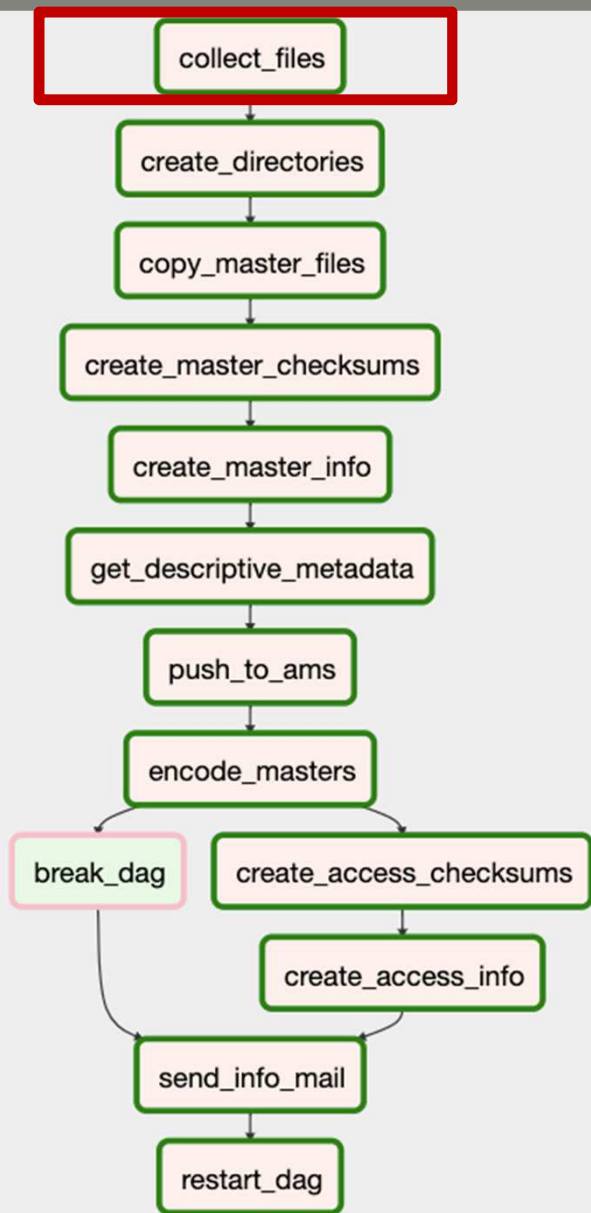 collect_files
create_directories
copy_master_files
create_master_checksums
create_master_info
get_descriptive_metadata
push_to_ams
encode_masters
break_dag
create_access_checksums
create_access_info
send_info_mail
restart_dag